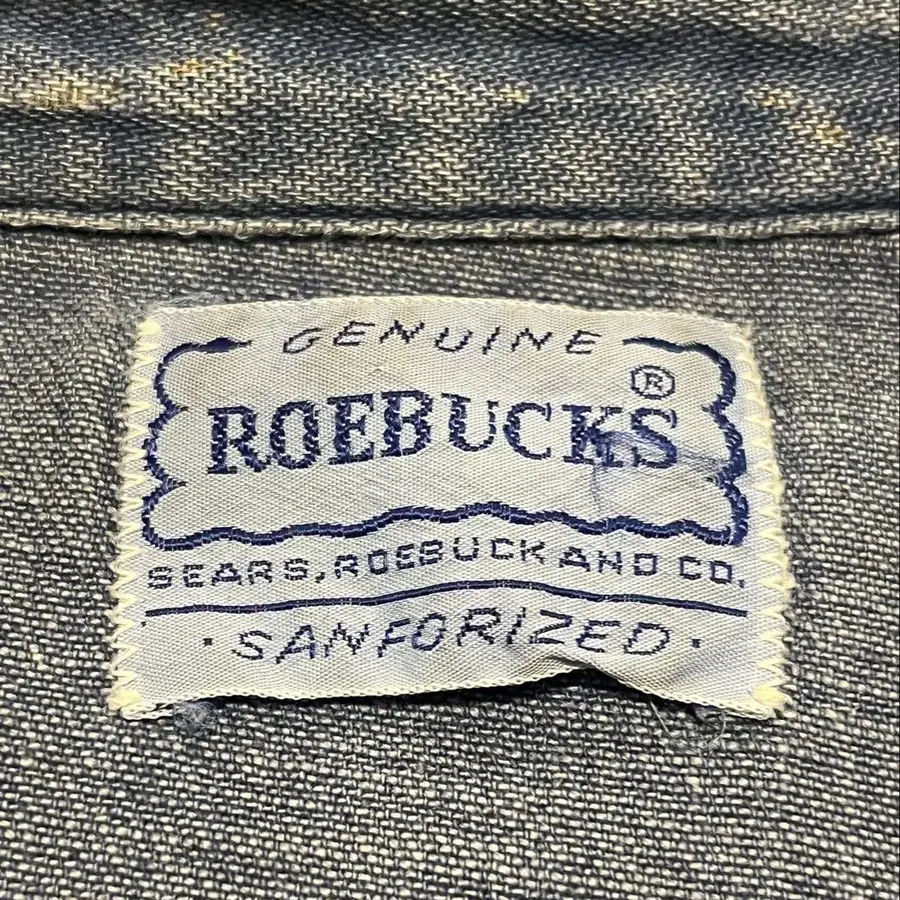 GENUINE
ROEBUCKS®
SEARS, ROEBUCK AND CO.
· SANFORIZED ·